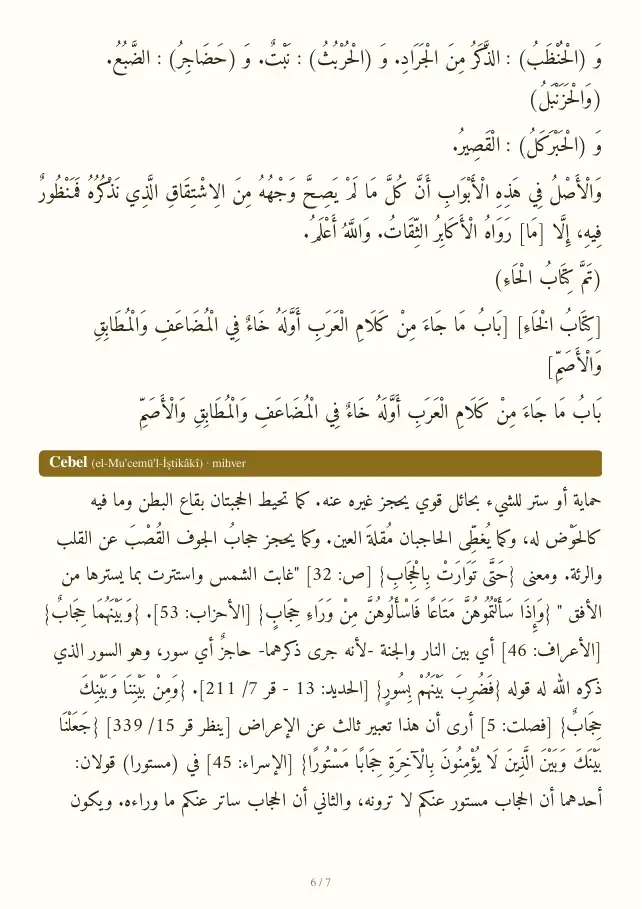 وَ (الْحُنْظَبُ) : الذَّكَرُ مِنَ الْجَرَادِ. وَ (الْحُرْبُثُ) : نَبْتٌ. وَ (حَضَاجِرُ) : الضَّبُعُ.
(وَالْحَزَنْبَلُ)
وَ (الْحَبَرْكَلُ) : الْقَصِيرُ.
وَالْأَصْلُ فِي هَذِهِ الْأَبْوَابِ أَنَّ كُلَّ مَا لَمْ يَصِحَّ وَجْهُهُ مِنَ الِاشْتِقَاقِ الَّذِي نَذْكُرُهُ فَمَنْظُورٌ
فِيهِ، إِلَّا [مَا] رَوَاهُ الْأَكَابِرُ الثِّقَاتُ. وَاللَّهُ أَعْلَمُ.
(تَمَّ كِتَابُ الْحَاءِ)
[كِتَابُ الْخَاءِ] [بَابُ مَا جَاءَ مِنْ كَلَامِ الْعَرَبِ أَوَّلَهُ خَاءٌ فِي الْمُضَاعَفِ وَالْمُطَابِقِ
وَالْأَصَمِّ]
بَابُ مَا جَاءَ مِنْ كَلَامِ الْعَرَبِ أَوَّلَهُ خَاءٌ فِي الْمُضَاعَفِ وَالْمُطَابِقِ وَالْأَصَمِّ
Cebel (el-Mu'cemü'l-İştikâkî) · mihver
حماية أو ستر للشيء بحائل قوي يحجز غيره عنه. كما تحيط الحجبتان بقاع البطن وما فيه
كالحَوْض له، وكما يُغطِّى الحاجبان مُقلةَ العين. وكما يحجز حجابُ الجوف القُصْبَ عن القلب
والرئة. ومعنى {حَتَّى تَوَارَتْ بِالْحِجَابِ} [ص: 32] "غابت الشمس واستترت بما يسترها من
الأفق " {وَإِذَا سَأَلْتُمُوهُنَّ مَتَاعًا فَاسْأَلُوهُنَّ مِنْ وَرَاءِ حِجَابٍ} [الأحزاب: 53]. {وَبَيْنَهُمَا حِجَابٌ}
[الأعراف: 46] أي بين النار والجنة -لأنه جرى ذكرهما- حاجزٌ أي سور، وهو السور الذي
ذكره الله له قوله {فَضُرِبَ بَيْنَهُمْ بِسُورٍ} [الحديد: 13 - قر 7/ 211]. {وَمِنْ بَيْنِنَا وَبَيْنِكَ
حِجَابٌ} [فصلت: 5] أرى أن هذا تعبير ثالث عن الإعراض [ينظر قر 15/ 339] {جَعَلْنَا
بَيْنَكَ وَبَيْنَ الَّذِينَ لَا يُؤْمِنُونَ بِالْآخِرَةِ حِجَابًا مَسْتُورًا} [الإسراء: 45] في (مستورا) قولان:
أحدهما أن الحجاب مستور عنكم لا ترونه، والثاني أن الحجاب ساتر عنكم ما وراءه. ويكون
6 / 7